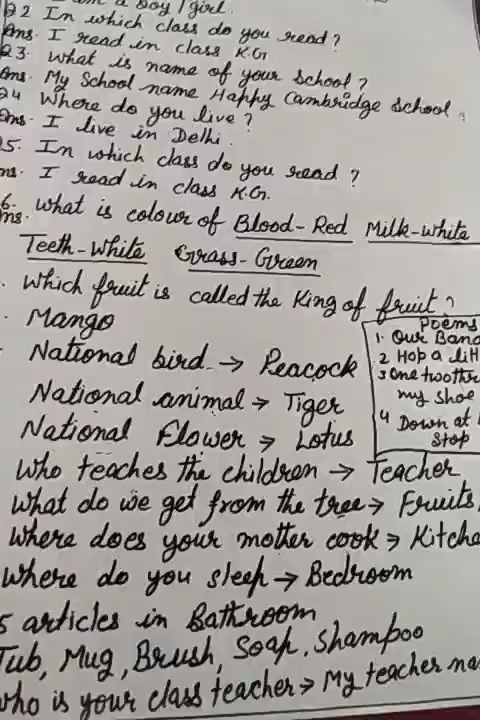 a Boy / girl.
Q2 In which class do you read?
Ans. I read in class K.G.
Q3. What is name of your School?
Ans. My School name Happy Cambridge School.
Q4 Where do you live?
Ans. I live in Delhi.
Q5. In which class do you read?
Ans. I read in class K.G.
6. What is colour of Blood-Red Milk-white
Ans.
Teeth-White Grass-Green
Which fruit is called the King of fruit?
Mango
Poems
1. Our
2 Hop a
3 One two
my shoe
4 Down at
Stop
National bird → Peacock
National animal → Tiger
National Flower → Lotus
Who teaches the children → Teacher
What do we get from the tree → Fruits
Where does your mother cook →
Where do you sleep → Bedroom
5 articles in Bathroom
Tub, Mug, Brush, Soap, Shampoo
Who is your class teacher → My teacher